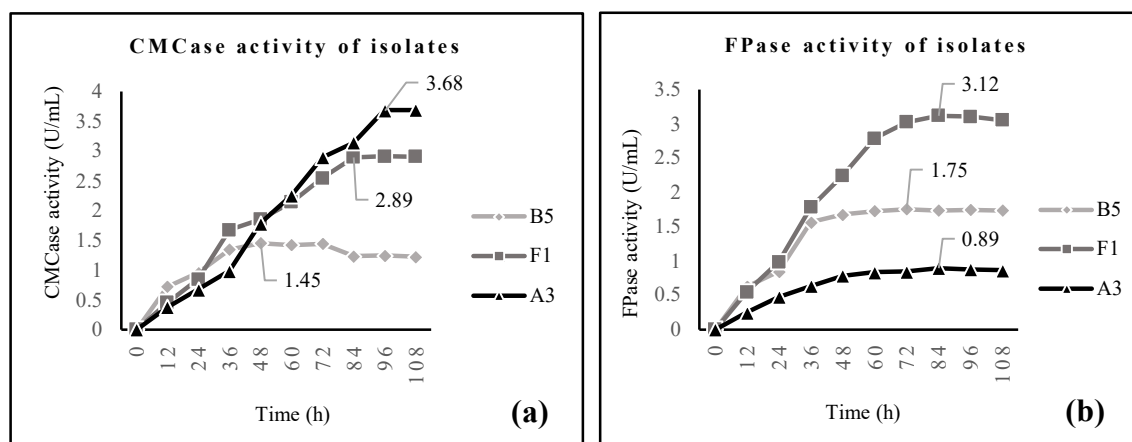 CMCase activity of isolates
CMCase activity (U/mL)
4
3.5
3
2.5
2
1.5
1
0.5
0
3.68
2.89
1.45
B5
F1
A3
0 12 24 36 48 60 72 84 96 108
Time (h)
(a)
FPase activity of isolates
FPase activity (U/mL)
3.5
3
2.5
2
1.5
1
0.5
0
3.12
1.75
0.89
B5
F1
A3
0 12 24 36 48 60 72 84 96 108
Time (h)
(b)